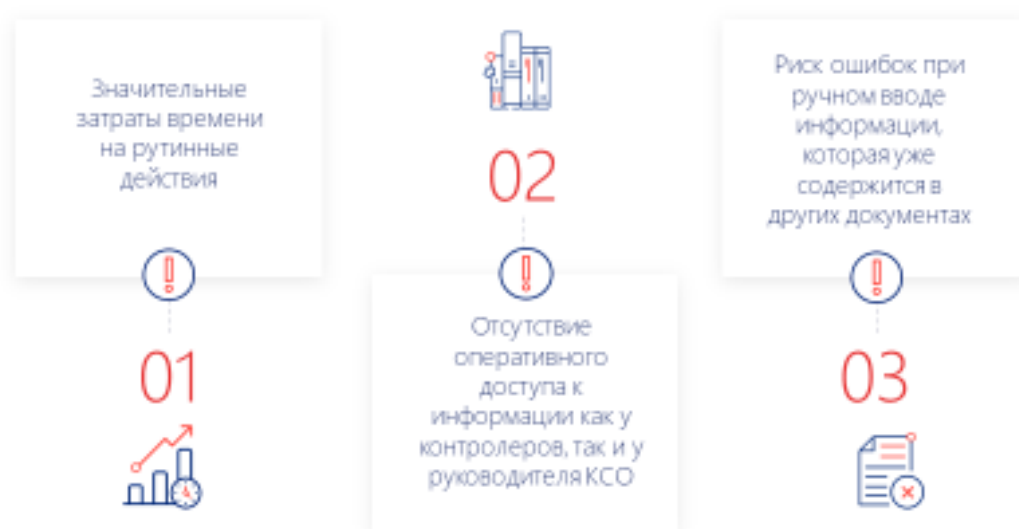 Значительные
затраты времени
на рутинные
действия
01
02
Отсутствие
оперативного
доступа к
информации как у
контролеров, так и у
руководителя КСО
Риск ошибок при
ручном вводе
информации,
которая уже
содержится в
других документах
03